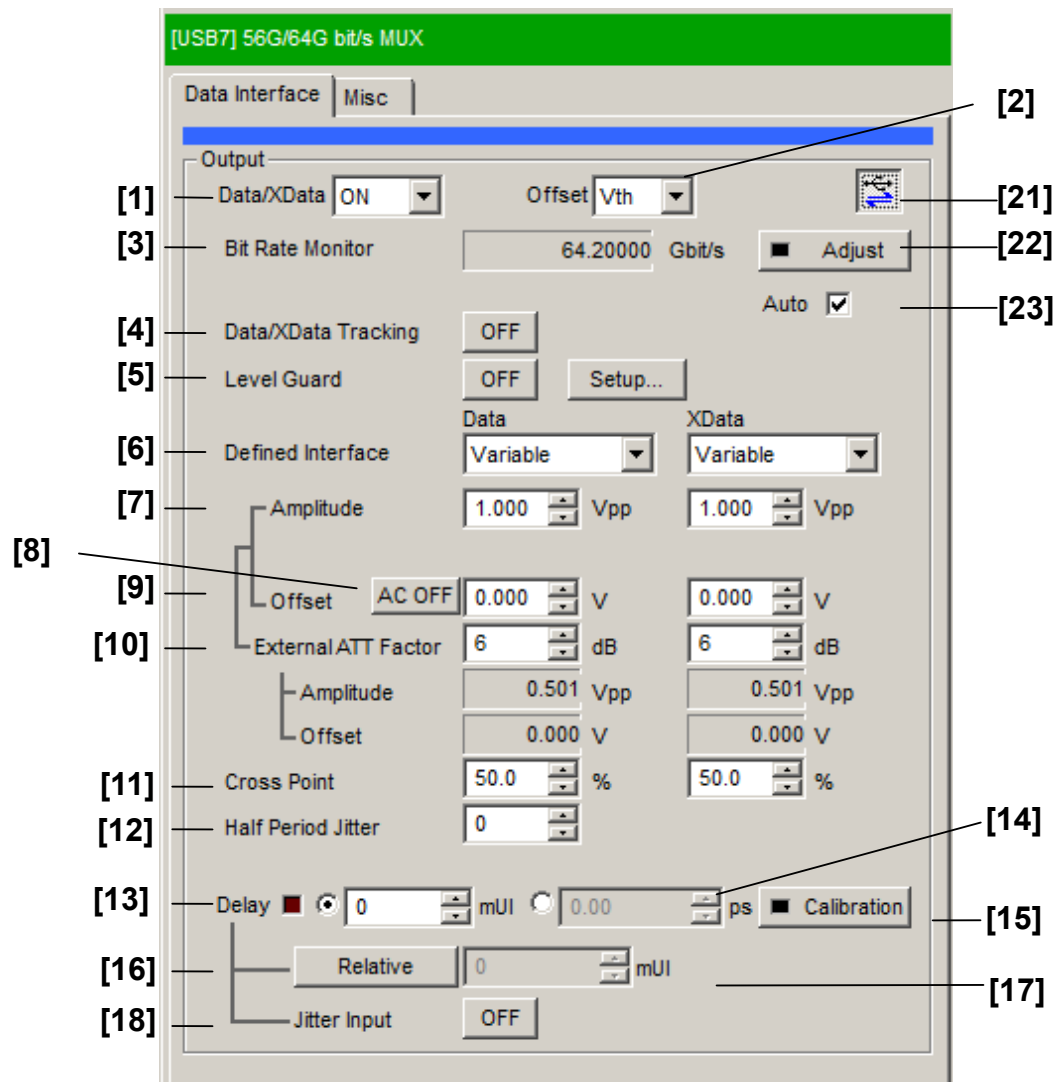 [USB7] 56G/64G bit/s MUX
Data Interface Misc
[2]
Output
[1] Data/XData ON Offset Vth [21]
[3] Bit Rate Monitor 64.20000 Gbit/s Adjust [22]
Auto [23]
[4] Data/XData Tracking OFF
[5] Level Guard OFF Setup...
Data XData
[6] Defined Interface Variable Variable
[7] Amplitude 1.000 Vpp 1.000 Vpp
[8]
[9] Offset AC OFF 0.000 V 0.000 V
[10] External ATT Factor 6 dB 6 dB
Amplitude 0.501 Vpp 0.501 Vpp
Offset 0.000 V 0.000 V
[11] Cross Point 50.0 % 50.0 %
[12] Half Period Jitter 0 [14]
[13] Delay 0 mUI 0.00 ps Calibration [15]
[16] Relative 0 mUI [17]
[18] Jitter Input OFF